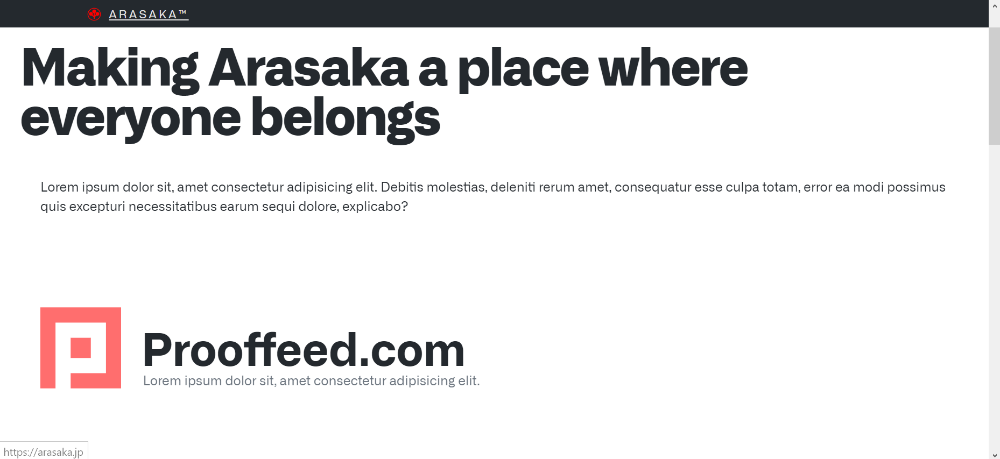 ARASAKA™
Making Arasaka a place where
everyone belongs
Lorem ipsum dolor sit, amet consectetur adipisicing elit. Debitis molestias, deleniti rerum amet, consequatur esse culpa totam, error ea modi possimus
quis excepturi necessitatibus earum sequi dolore, explicabo?
Prooffeed.com
Lorem ipsum dolor sit, amet consectetur adipisicing elit.
https://arasaka.jp